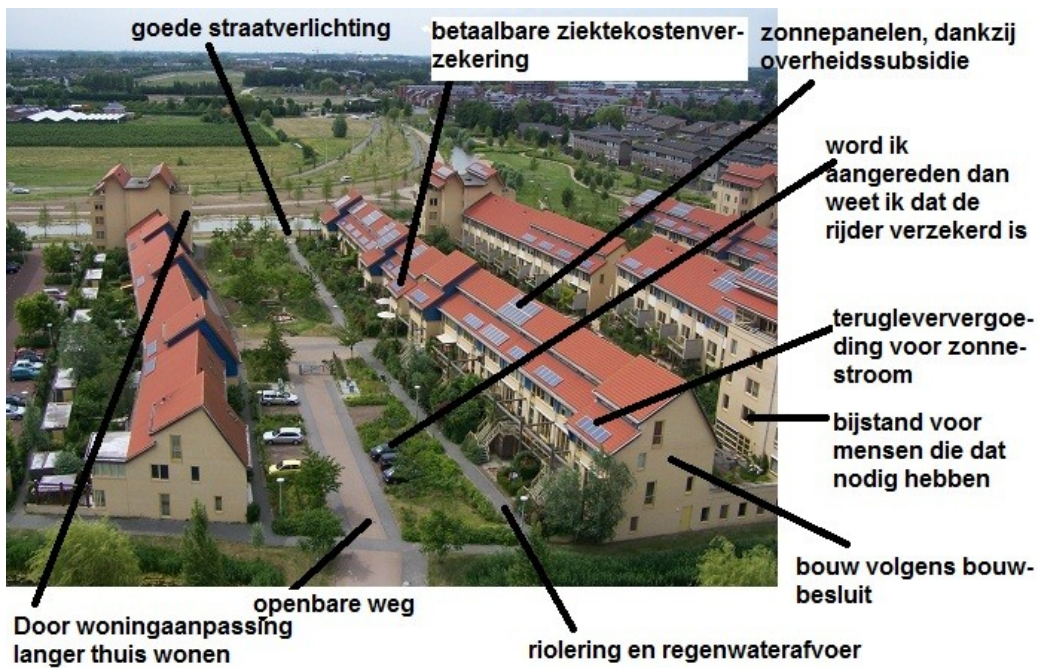 goede straatverlichting
betaalbare ziektekostenver-
zekering
zonnepanelen, dankzij
overheidssubsidie
word ik
aangereden dan
weet ik dat de
rijder verzekerd is
terugleververgoe-
ding voor zonne-
stroom
bijstand voor
mensen die dat
nodig hebben
bouw volgens bouw-
besluit
openbare weg
Door woningaanpassing
langer thuis wonen
riolering en regenwaterafvoer